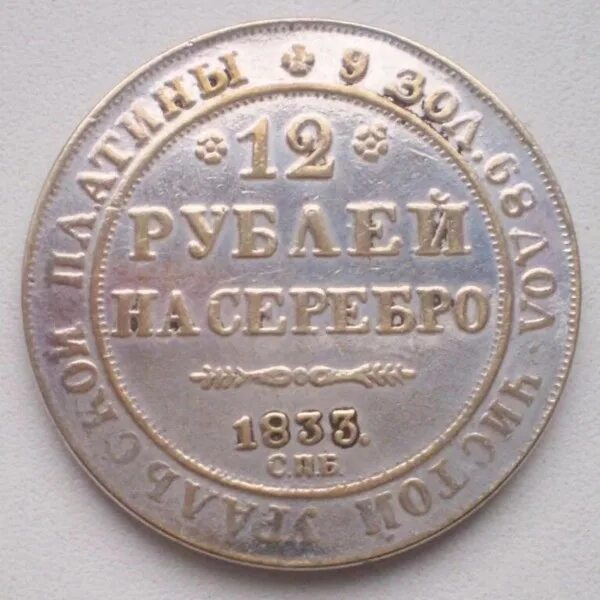 * 9 ЗОЛ. 68 ДОЛ. ЧИСТОЙ УРАЛЬСКОЙ ПЛАТИНЫ
* 12 *
РУБЛЕЙ
НА СЕРЕБРО
1833.
С.П.Б.